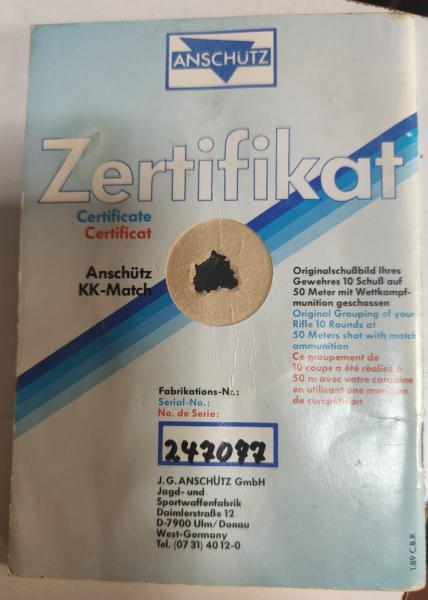 ANSCHÜTZ
Zertifikat
Certificate
Certificat
Anschütz
KK-Match
Originalschußbild Ihres
Gewehres 10 Schuß auf
50 Meter mit Wettkampf-
munition geschossen
Original Grouping of your
Rifle 10 Rounds at
50 Meters shot with match
ammunition
Ce groupement de
10 coups a été réalisé à
50 m avec votre carabine
en utilisant une munition
de compétition
Fabrikations-Nr.:
Serial-No.:
No. de Serie:
247077
J.G. ANSCHÜTZ GmbH
Jagd- und
Sportwaffenfabrik
Daimlerstraße 12
D-7900 Ulm/Donau
West-Germany
Tel. (07 31) 40 12-0
1.89 C.B.R.